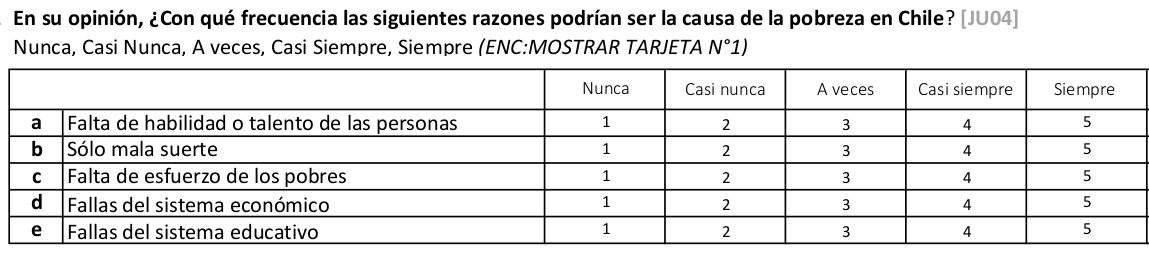 En su opinión, ¿Con qué frecuencia las siguientes razones podrían ser la causa de la pobreza en Chile? [JU04]
Nunca, Casi Nunca, A veces, Casi Siempre, Siempre (ENC:MOSTRAR TARJETA N°1)
Nunca Casi nunca A veces Casi siempre Siempre
a Falta de habilidad o talento de las personas 1 2 3 4 5
b Sólo mala suerte 1 2 3 4 5
c Falta de esfuerzo de los pobres 1 2 3 4 5
d Fallas del sistema económico 1 2 3 4 5
e Fallas del sistema educativo 1 2 3 4 5